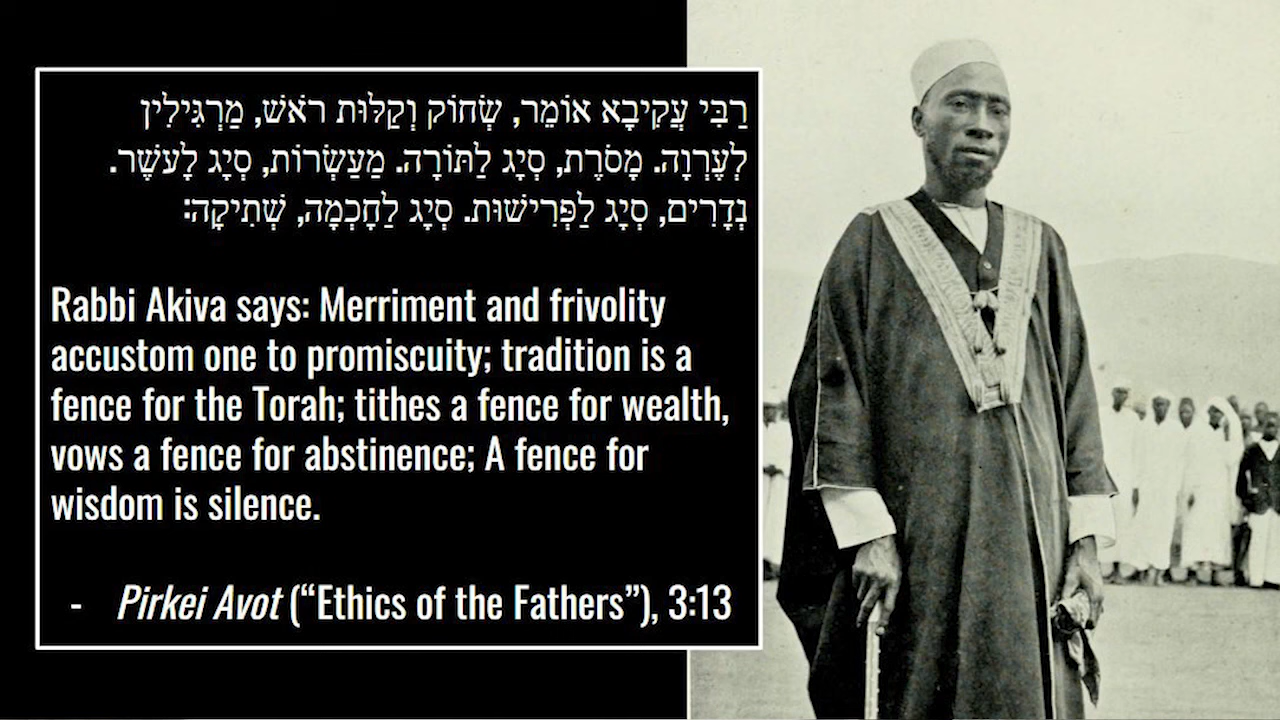 רַבִּי עֲקִיבָא אוֹמֵר, שְׂחוֹק וְקַלּוּת רֹאשׁ, מַרְגִּילִין
לְעֶרְוָה. מָסֹרֶת, סְיָג לַתּוֹרָה. מַעַשְׂרוֹת, סְיָג לָעשֶׁר.
נְדָרִים, סְיָג לַפְּרִישׁוּת. סְיָג לַחָכְמָה, שְׁתִיקָה:
Rabbi Akiva says: Merriment and frivolity
accustom one to promiscuity; tradition is a
fence for the Torah; tithes a fence for wealth,
vows a fence for abstinence; A fence for
wisdom is silence.
- Pirkei Avot (“Ethics of the Fathers”), 3:13